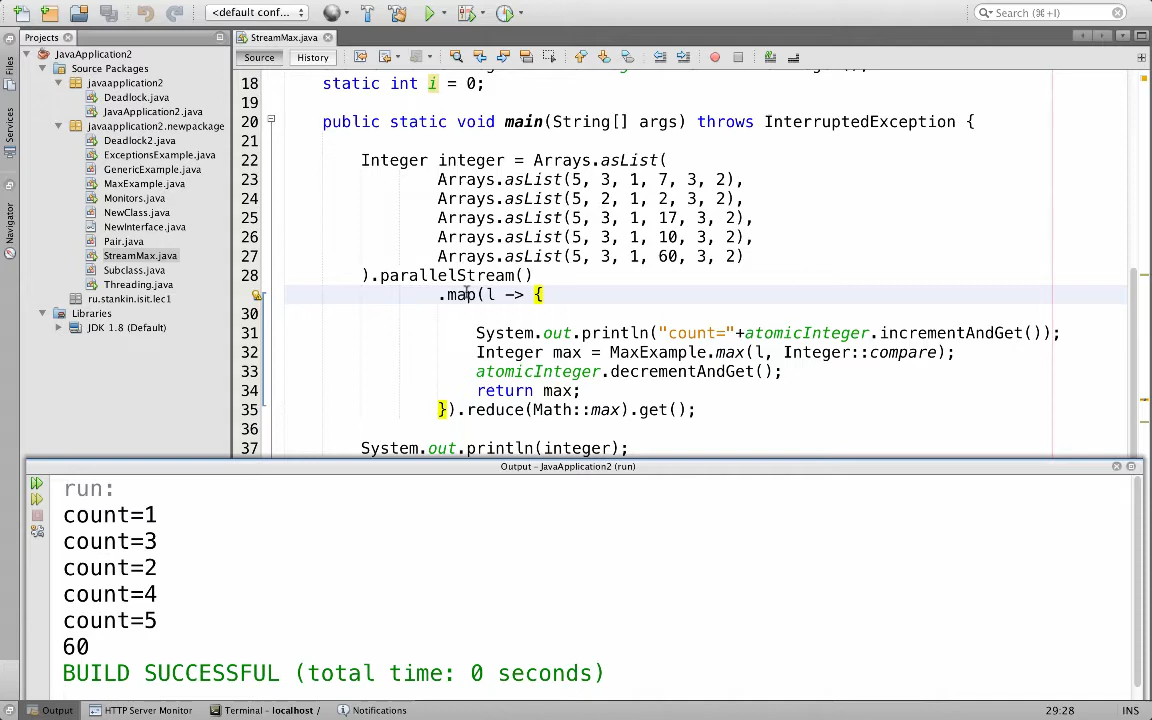 <default conf...
Search (⌘+I)
Projects
StreamMax.java
Source
History
Files
Services
Navigator
JavaApplication2
Source Packages
javaapplication2
Deadlock.java
JavaApplication2.java
javaapplication2.newpackage
Deadlock2.java
ExceptionsExample.java
GenericExample.java
MaxExample.java
Monitors.java
NewClass.java
NewInterface.java
Pair.java
StreamMax.java
Subclass.java
Threading.java
ru.stankin.isit.lec1
Libraries
JDK 1.8 (Default)
18 static int i = 0;
19
20 public static void main(String[] args) throws InterruptedException {
21
22 Integer integer = Arrays.asList(
23 Arrays.asList(5, 3, 1, 7, 3, 2),
24 Arrays.asList(5, 2, 1, 2, 3, 2),
25 Arrays.asList(5, 3, 1, 17, 3, 2),
26 Arrays.asList(5, 3, 1, 10, 3, 2),
27 Arrays.asList(5, 3, 1, 60, 3, 2)
28 ).parallelStream()
.map(l -> {
30
31 System.out.println("count="+atomicInteger.incrementAndGet());
32 Integer max = MaxExample.max(l, Integer::compare);
33 atomicInteger.decrementAndGet();
34 return max;
35 }).reduce(Math::max).get();
36
37 System.out.println(integer);
Output - JavaApplication2 (run)
run:
count=1
count=3
count=2
count=4
count=5
60
BUILD SUCCESSFUL (total time: 0 seconds)
Output
HTTP Server Monitor
Terminal - localhost /
Notifications
29:28
INS